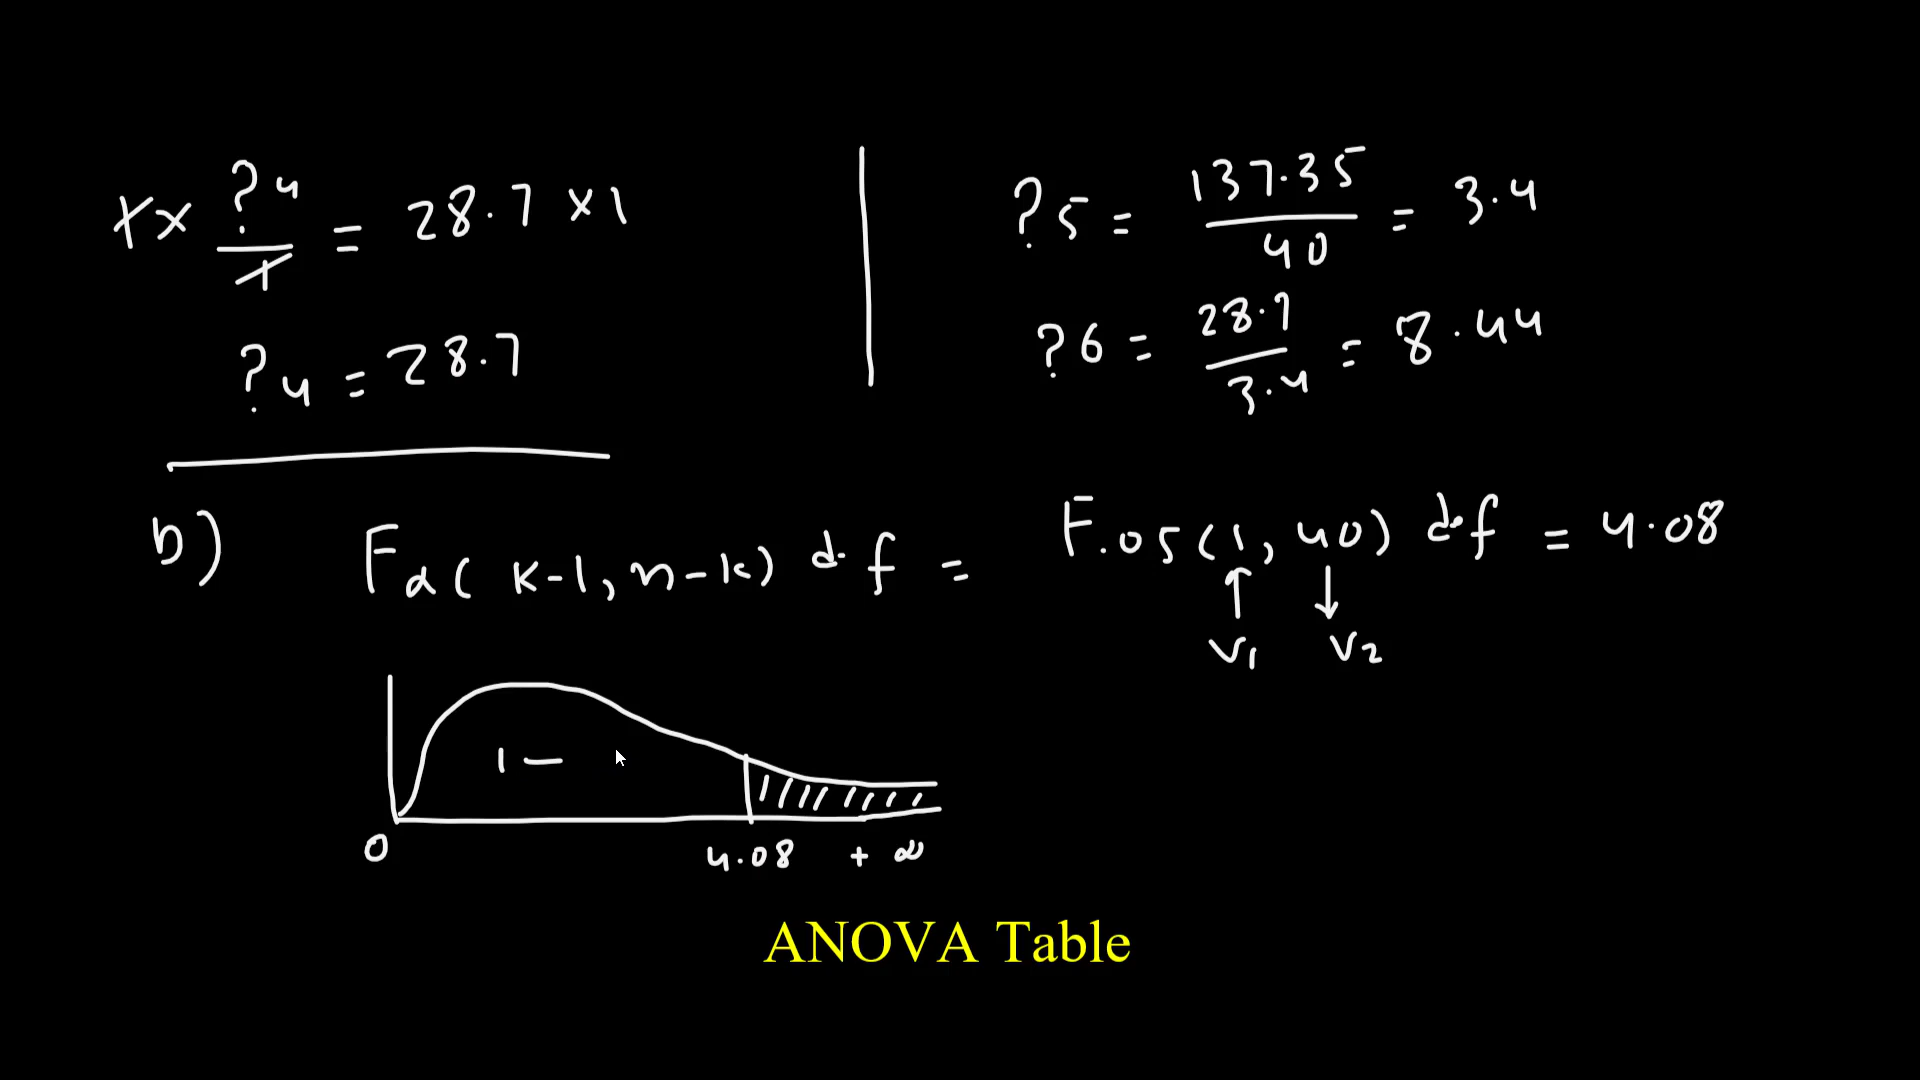 1 × ?4/1 = 28.7 × 1
?4 = 28.7
?5 = 137.35/40 = 3.4
?6 = 28.7/3.4 = 8.44
b) Fα(k-1, n-k) d.f = F.05(1, 40) d.f = 4.08
V1 V2
1 -
0 4.08 + ∞
ANOVA Table